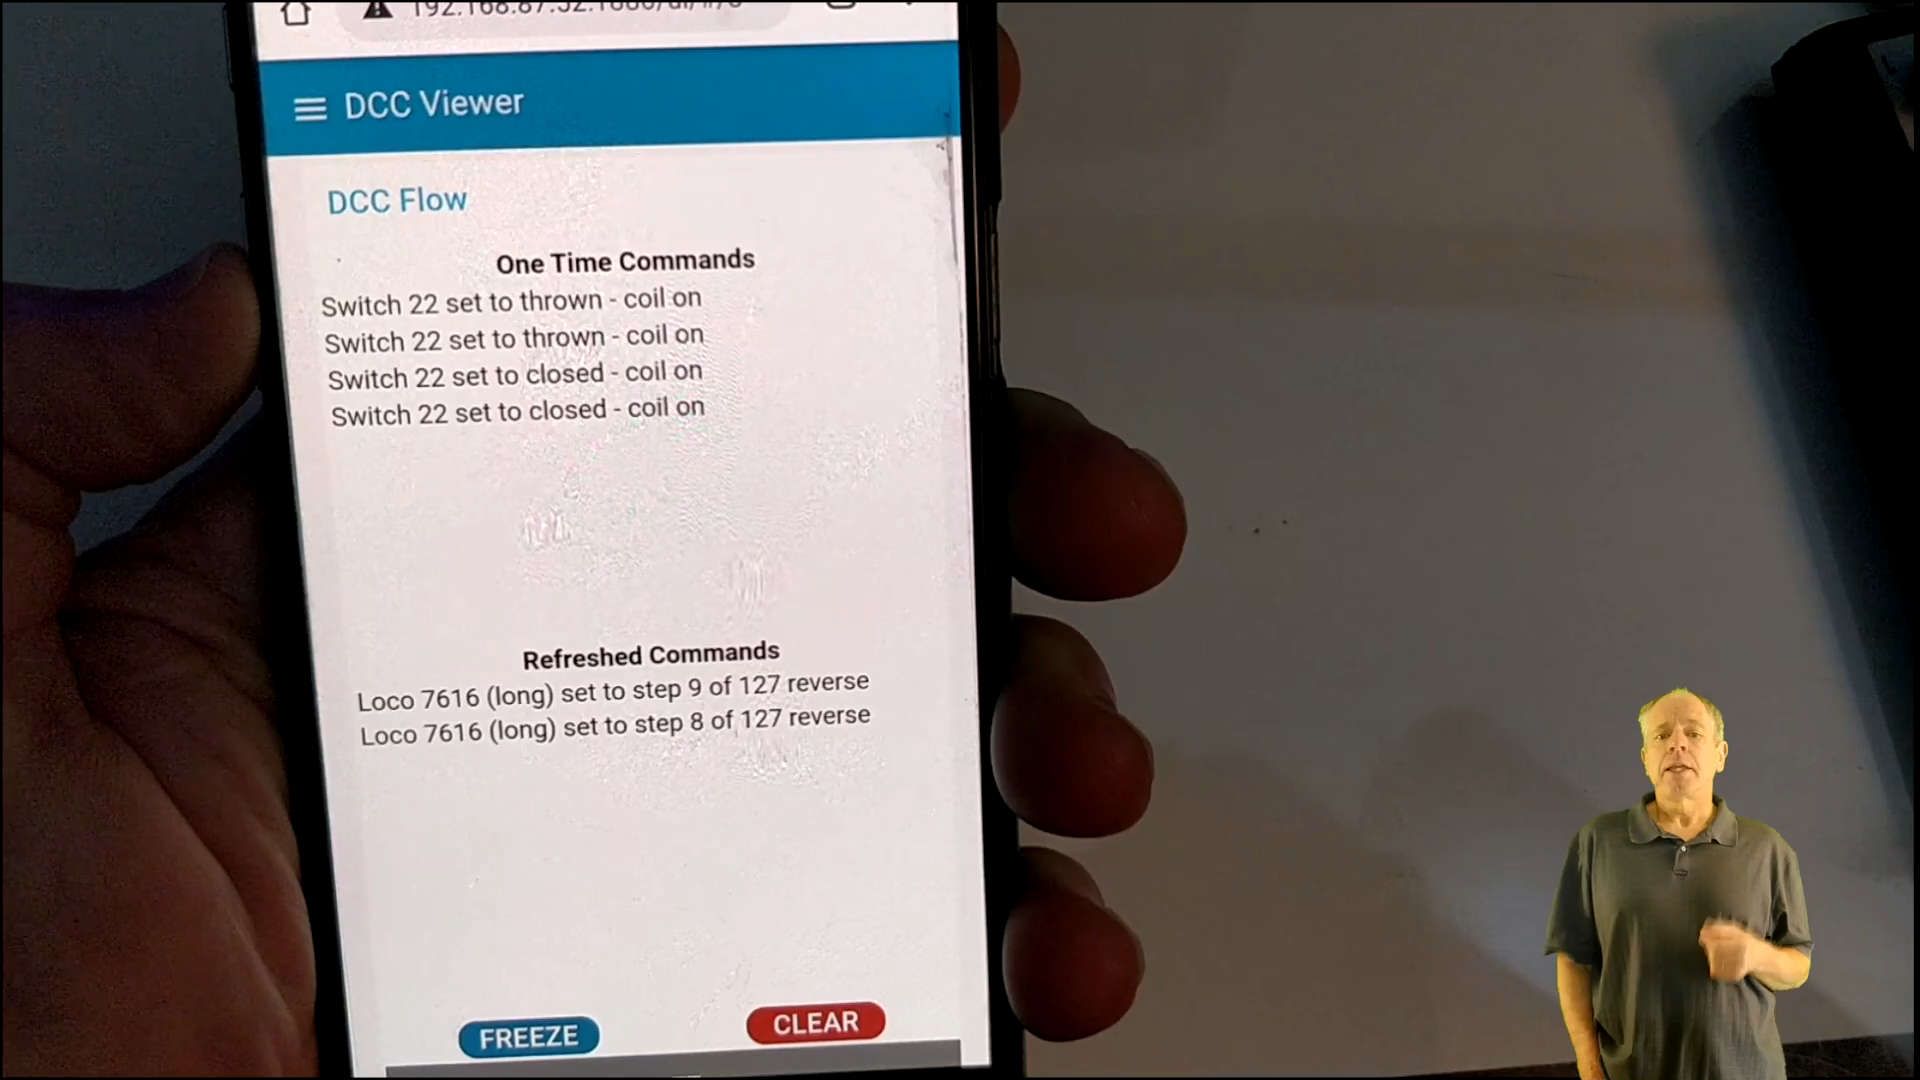 DCC Viewer
DCC Flow
One Time Commands
Switch 22 set to thrown - coil on
Switch 22 set to thrown - coil on
Switch 22 set to closed - coil on
Switch 22 set to closed - coil on
Refreshed Commands
Loco 7616 (long) set to step 9 of 127 reverse
Loco 7616 (long) set to step 8 of 127 reverse
FREEZE
CLEAR